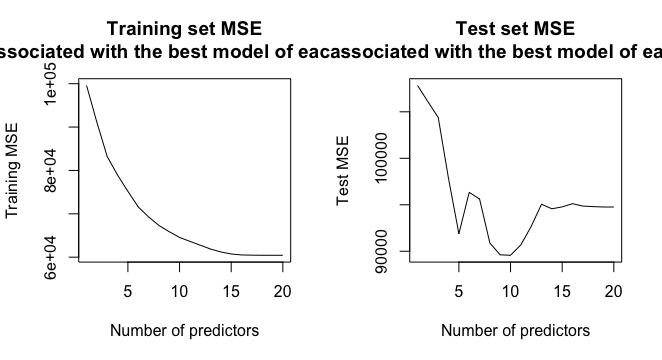 Training set MSE
ssociated with the best model of eac
Training MSE
1e+05
8e+04
6e+04
5 10 15 20
Number of predictors
Test set MSE
associated with the best model of ea
Test MSE
100000
90000
5 10 15 20
Number of predictors